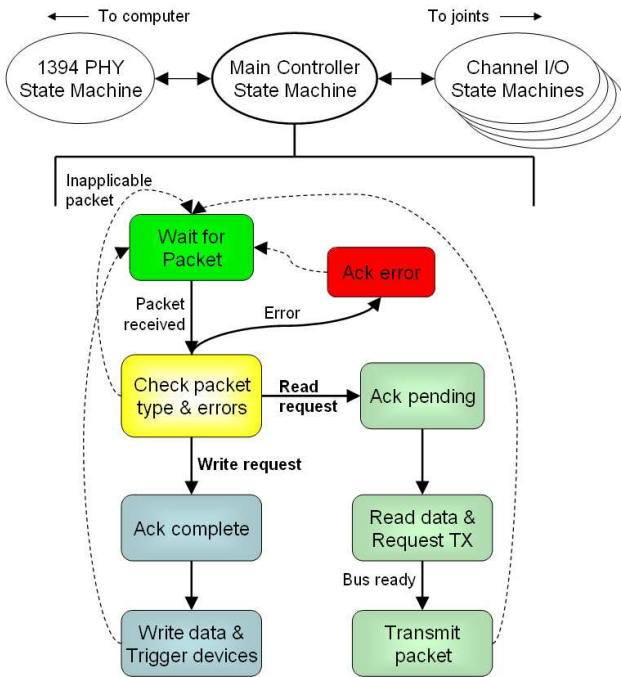 To computer
To joints
1394 PHY
State Machine
Main Controller
State Machine
Channel I/O
State Machines
Inapplicable
packet
Wait for
Packet
Ack error
Packet
received
Error
Check packet
type & errors
Read
request
Ack pending
Write request
Ack complete
Read data &
Request TX
Bus ready
Write data &
Trigger devices
Transmit
packet